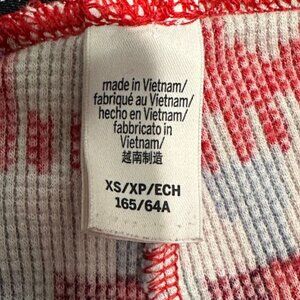 made in Vietnam/
fabriqué au Vietnam/
hecho en Vietnam/
fabbricato in
Vietnam/
越南制造
XS/XP/ECH
165/64A